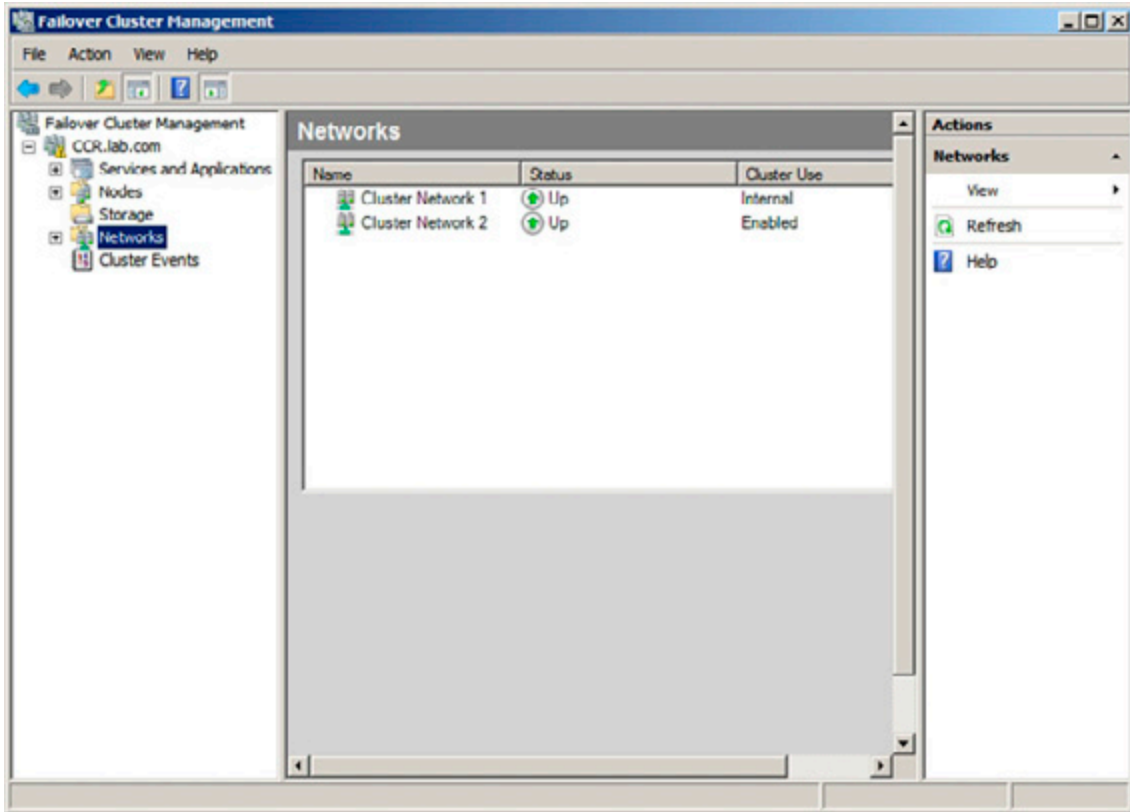 Failover Cluster Management
File Action View Help
Failover Cluster Management
CCR.lab.com
Services and Applications
Nodes
Storage
Networks
Cluster Events
Networks
Name Status Cluster Use
Cluster Network 1 Up Internal
Cluster Network 2 Up Enabled
Actions
Networks
View
Refresh
Help